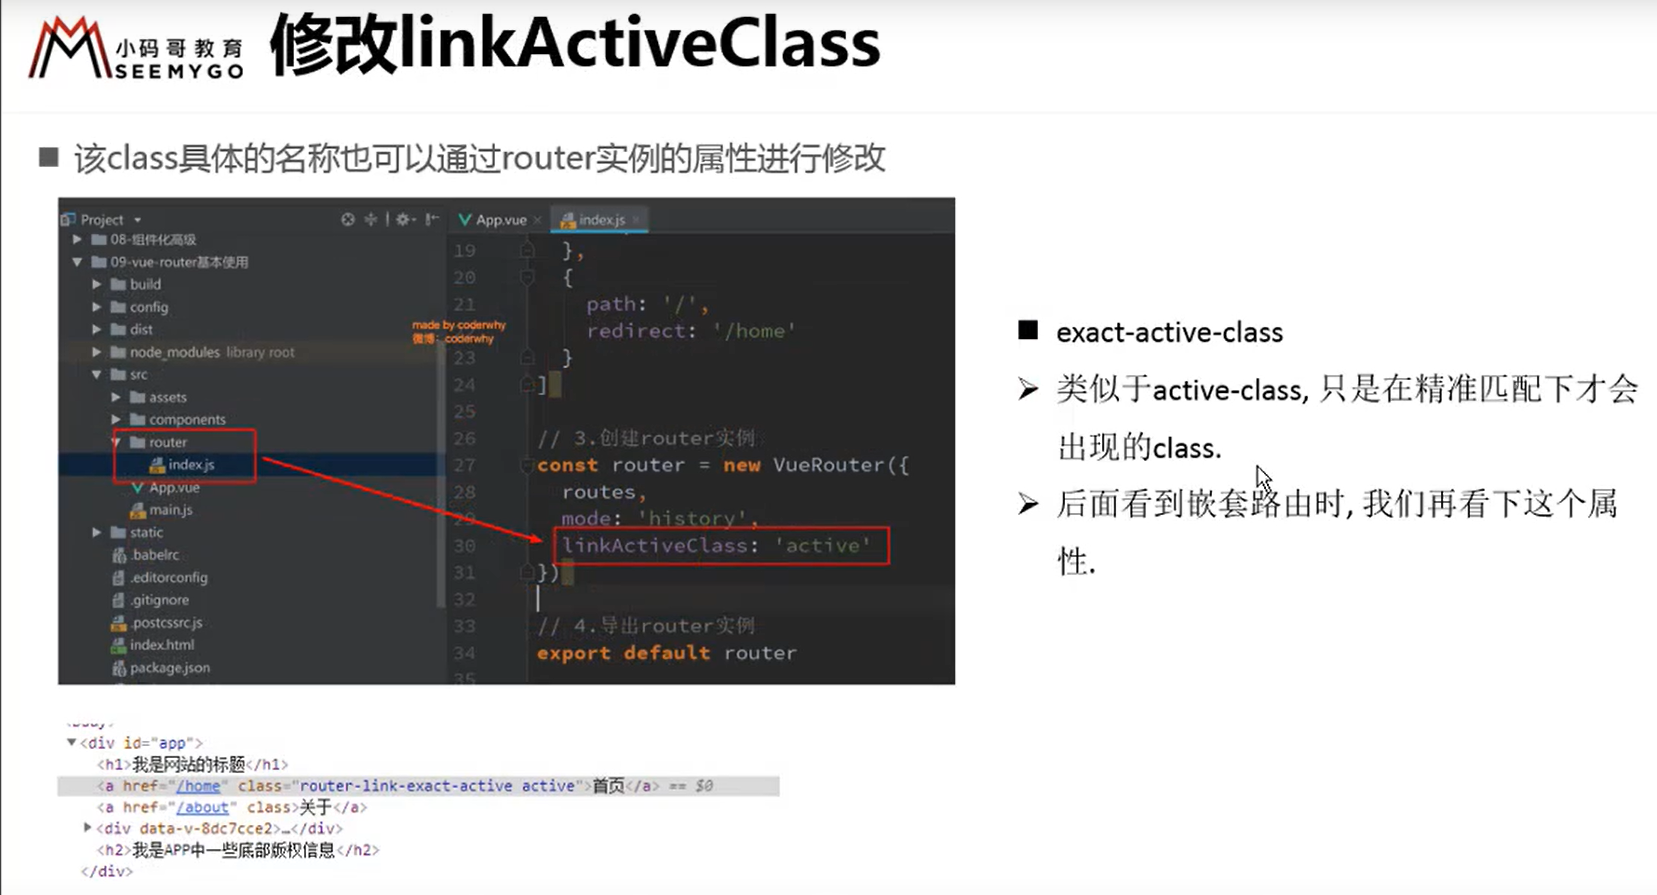 小码哥教育
SEEMYGO
修改linkActiveClass
■ 该class具体的名称也可以通过router实例的属性进行修改
Project
08-组件化高级
09-vue-router基本使用
build
config
dist
node_modules library root
src
assets
components
router
index.js
App.vue
main.js
static
.babelrc
.editorconfig
.gitignore
.postcssrc.js
index.html
package.json
made by coderwhy
微博：coderwhy
App.vue × index.js ×
19 },
20 {
21 path: '/',
redirect: '/home'
23 }
24 ]
25
26 // 3.创建router实例
27 const router = new VueRouter({
28 routes,
29 mode: 'history',
30 linkActiveClass: 'active'
31 })
32
33 // 4.导出router实例
34 export default router
35
■ exact-active-class
➢ 类似于active-class, 只是在精准匹配下才会
出现的class.
➢ 后面看到嵌套路由时, 我们再看下这个属
性.
<body>
▼<div id="app">
<h1>我是网站的标题</h1>
<a href="/home" class="router-link-exact-active active">首页</a> == $0
<a href="/about" class>关于</a>
▶<div data-v-8dc7cce2>…</div>
<h2>我是APP中一些底部版权信息</h2>
</div>